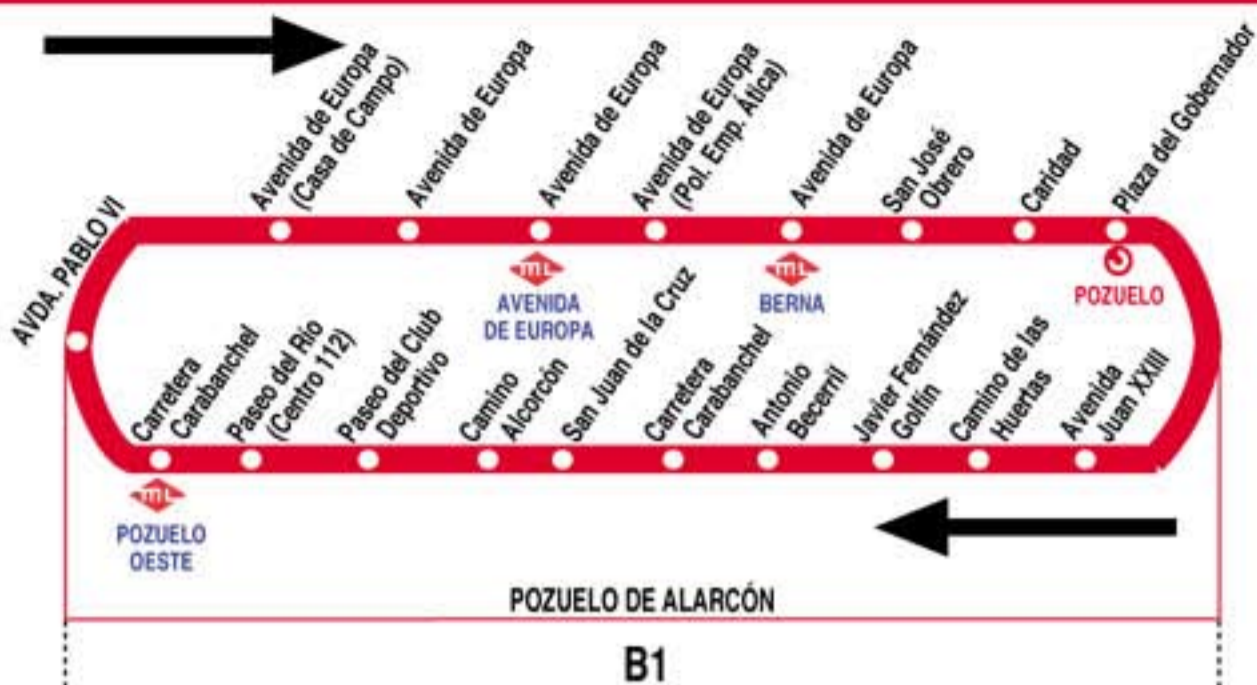 Avenida de Europa
(Casa de Campo)
Avenida de Europa
Avenida de Europa
Avenida de Europa
(Pol. Emp. Ática)
Avenida de Europa
San José
Obrero
Caridad
Plaza del Gobernador
AVDA. PABLO VI
ML
AVENIDA
DE EUROPA
ML
BERNA
POZUELO
Carretera
Carabanchel
Paseo del Río
(Centro 112)
Paseo del Club
Deportivo
Camino
Alcorcón
San Juan de la Cruz
Carretera
Carabanchel
Antonio
Becerril
Javier Fernández
Golfín
Camino de las
Huertas
Avenida
Juan XXIII
ML
POZUELO
OESTE
POZUELO DE ALARCÓN
B1